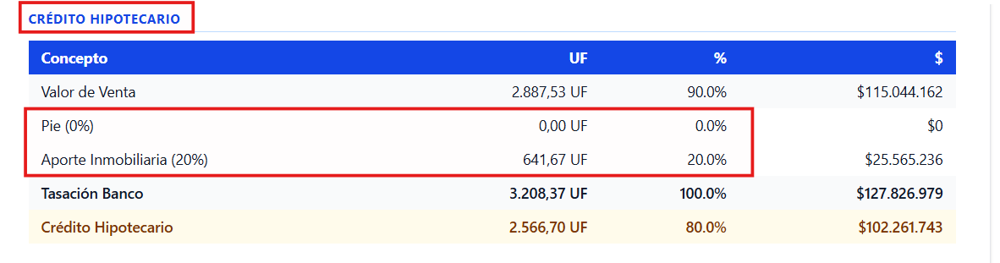 CRÉDITO HIPOTECARIO
Concepto UF % $
Valor de Venta 2.887,53 UF 90.0% $115.044.162
Pie (0%) 0,00 UF 0.0% $0
Aporte Inmobiliaria (20%) 641,67 UF 20.0% $25.565.236
Tasación Banco 3.208,37 UF 100.0% $127.826.979
Crédito Hipotecario 2.566,70 UF 80.0% $102.261.743